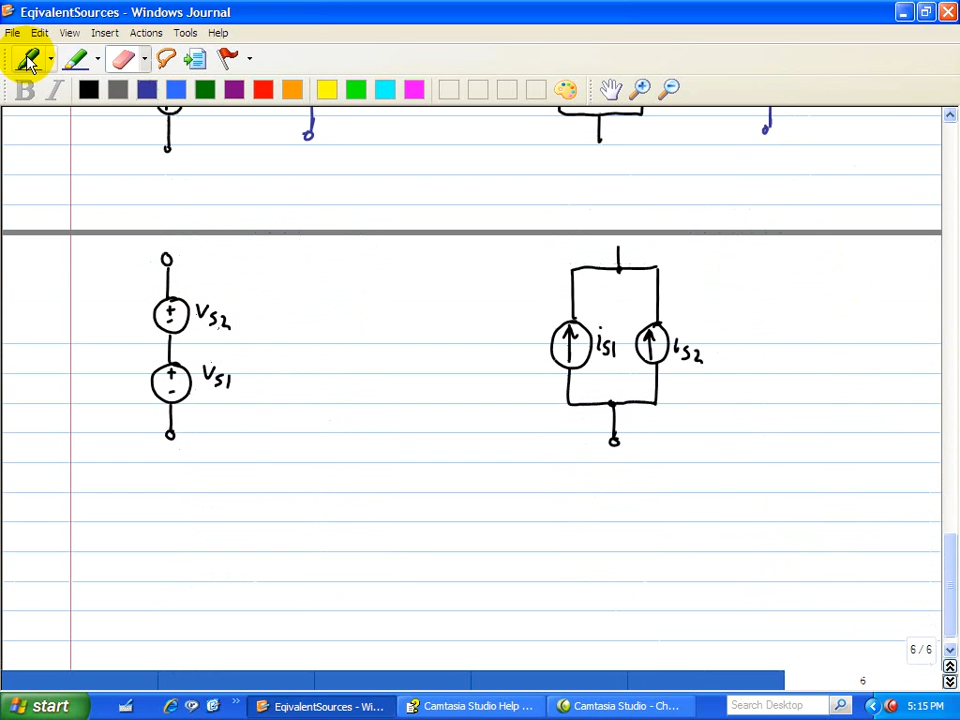 EqivalentSources - Windows Journal
File Edit View Insert Actions Tools Help
B I
+
-
VS2
+
-
VS1
iS1
iS2
6 / 6
6
start
EqivalentSources - Wi...
Camtasia Studio Help ...
Camtasia Studio - Ch...
Search Desktop
5:15 PM